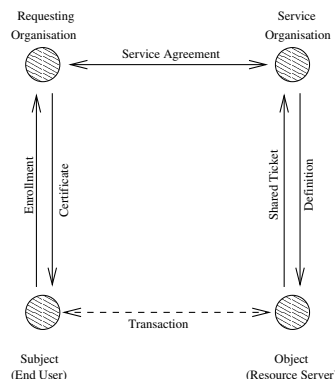 Requesting
Organisation
Service
Organisation
Service Agreement
Enrollment
Certificate
Shared Ticket
Definition
Transaction
Subject
(End User)
Object
(Resource Server)